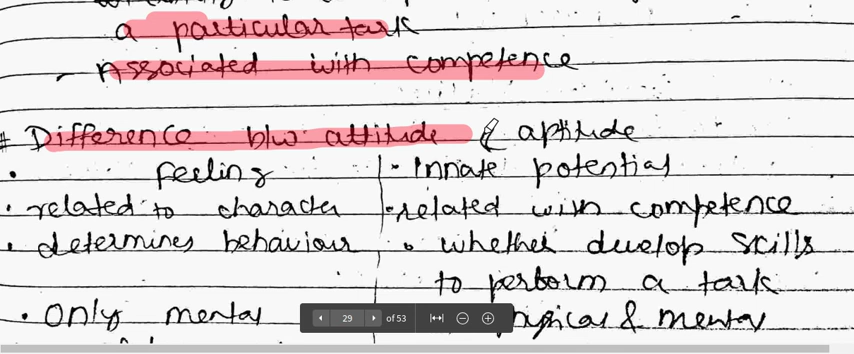 a particular task
- Associated with competence
# Difference b/w attitude & aptitude
• feeling • Innate potential
• related to character • related with competence
• determines behaviour • whether develop skills
to perform a task
• Only mental physical & mental
29 of 53